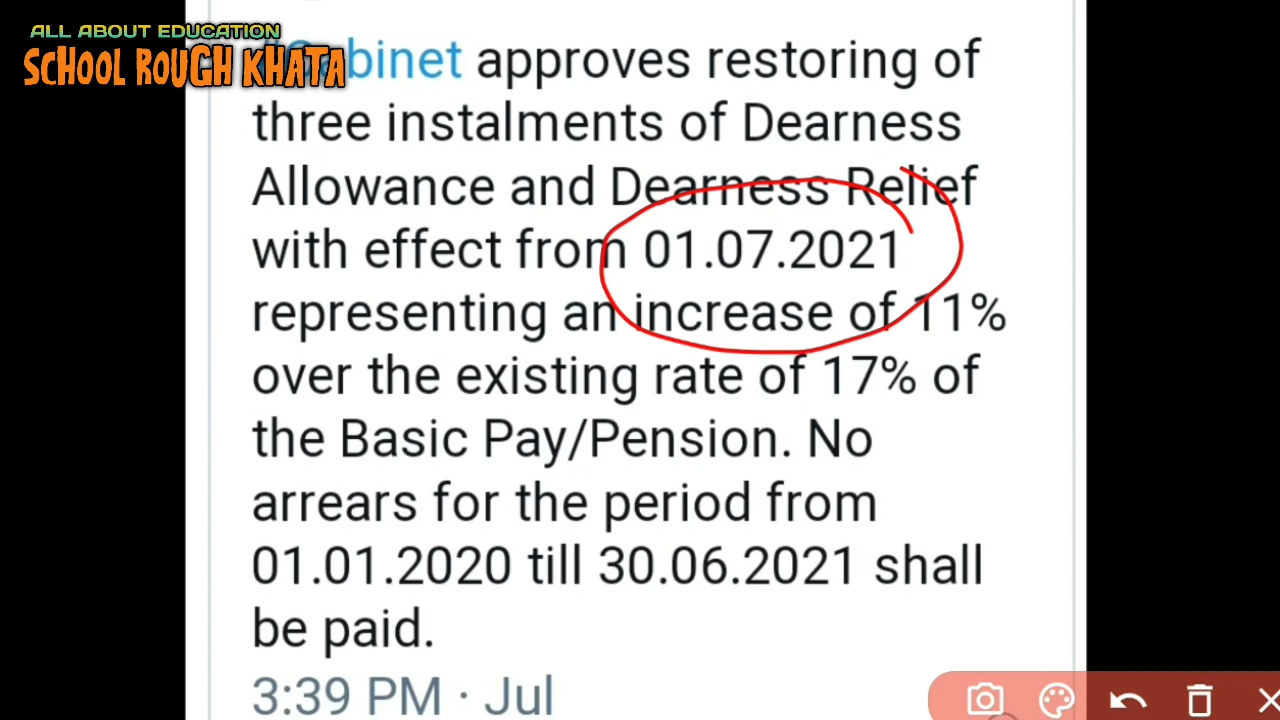 ALL ABOUT EDUCATION
SCHOOL ROUGH KHATA
#Cabinet approves restoring of
three instalments of Dearness
Allowance and Dearness Relief
with effect from 01.07.2021
representing an increase of 11%
over the existing rate of 17% of
the Basic Pay/Pension. No
arrears for the period from
01.01.2020 till 30.06.2021 shall
be paid.
3:39 PM · Jul